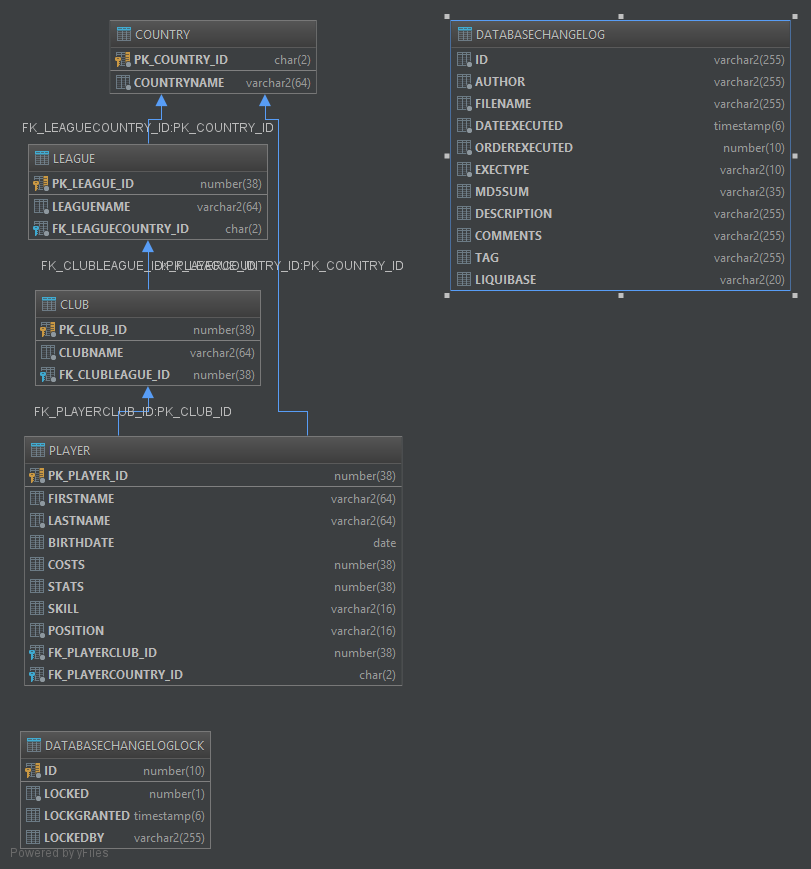 COUNTRY
PK_COUNTRY_ID char(2)
COUNTRYNAME varchar2(64)
FK_LEAGUECOUNTRY_ID:PK_COUNTRY_ID
LEAGUE
PK_LEAGUE_ID number(38)
LEAGUENAME varchar2(64)
FK_LEAGUECOUNTRY_ID char(2)
FK_CLUBLEAGUE_ID:PK_LEAGUE_ID
FK_PLAYERCOUNTRY_ID:PK_COUNTRY_ID
CLUB
PK_CLUB_ID number(38)
CLUBNAME varchar2(64)
FK_CLUBLEAGUE_ID number(38)
FK_PLAYERCLUB_ID:PK_CLUB_ID
PLAYER
PK_PLAYER_ID number(38)
FIRSTNAME varchar2(64)
LASTNAME varchar2(64)
BIRTHDATE date
COSTS number(38)
STATS number(38)
SKILL varchar2(16)
POSITION varchar2(16)
FK_PLAYERCLUB_ID number(38)
FK_PLAYERCOUNTRY_ID char(2)
DATABASECHANGELOGLOCK
ID number(10)
LOCKED number(1)
LOCKGRANTED timestamp(6)
LOCKEDBY varchar2(255)
Powered by yFiles
DATABASECHANGELOG
ID varchar2(255)
AUTHOR varchar2(255)
FILENAME varchar2(255)
DATEEXECUTED timestamp(6)
ORDEREXECUTED number(10)
EXECTYPE varchar2(10)
MD5SUM varchar2(35)
DESCRIPTION varchar2(255)
COMMENTS varchar2(255)
TAG varchar2(255)
LIQUIBASE varchar2(20)